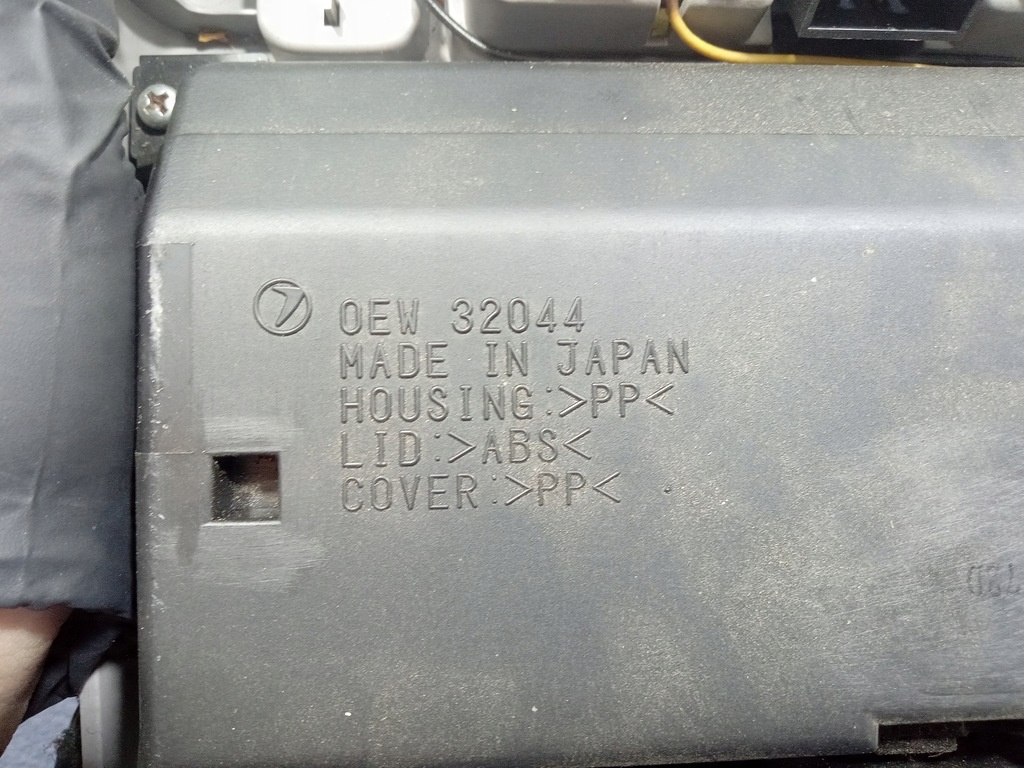 OEW 32044
MADE IN JAPAN
HOUSING:>PP<
LID:>ABS<
COVER:>PP<